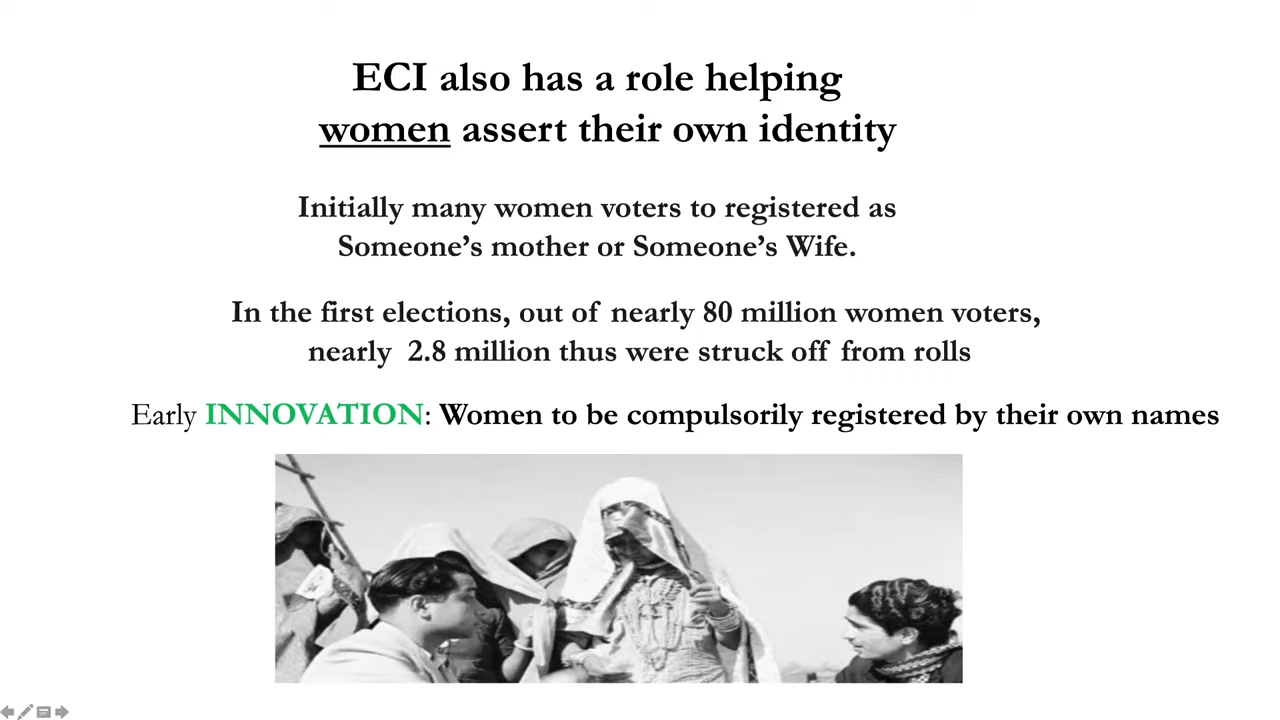 ECI also has a role helping
women assert their own identity
Initially many women voters to registered as
Someone’s mother or Someone’s Wife.
In the first elections, out of nearly 80 million women voters,
nearly 2.8 million thus were struck off from rolls
Early INNOVATION: Women to be compulsorily registered by their own names